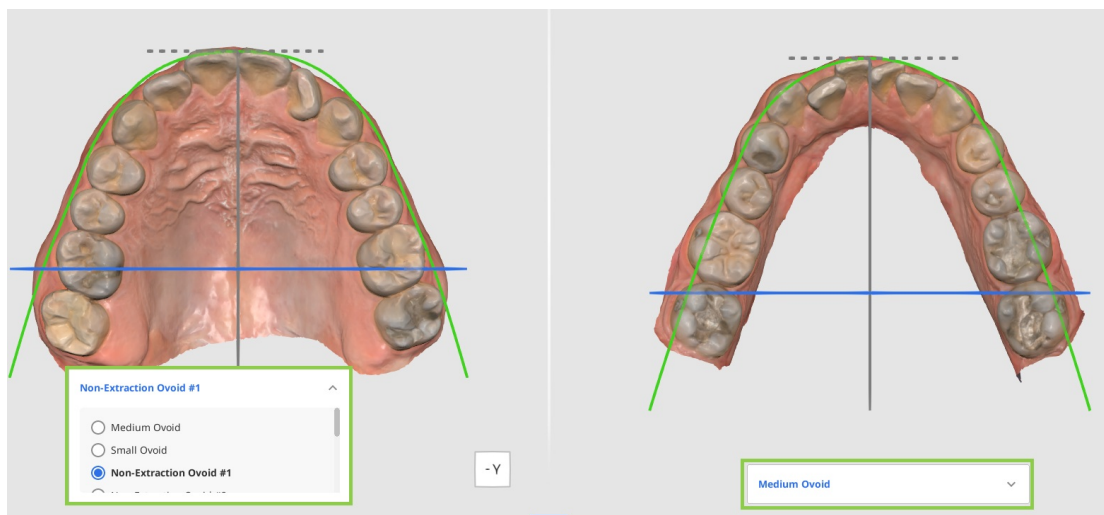 Non-Extraction Ovoid #1
Medium Ovoid
Small Ovoid
Non-Extraction Ovoid #1
-Y
Medium Ovoid